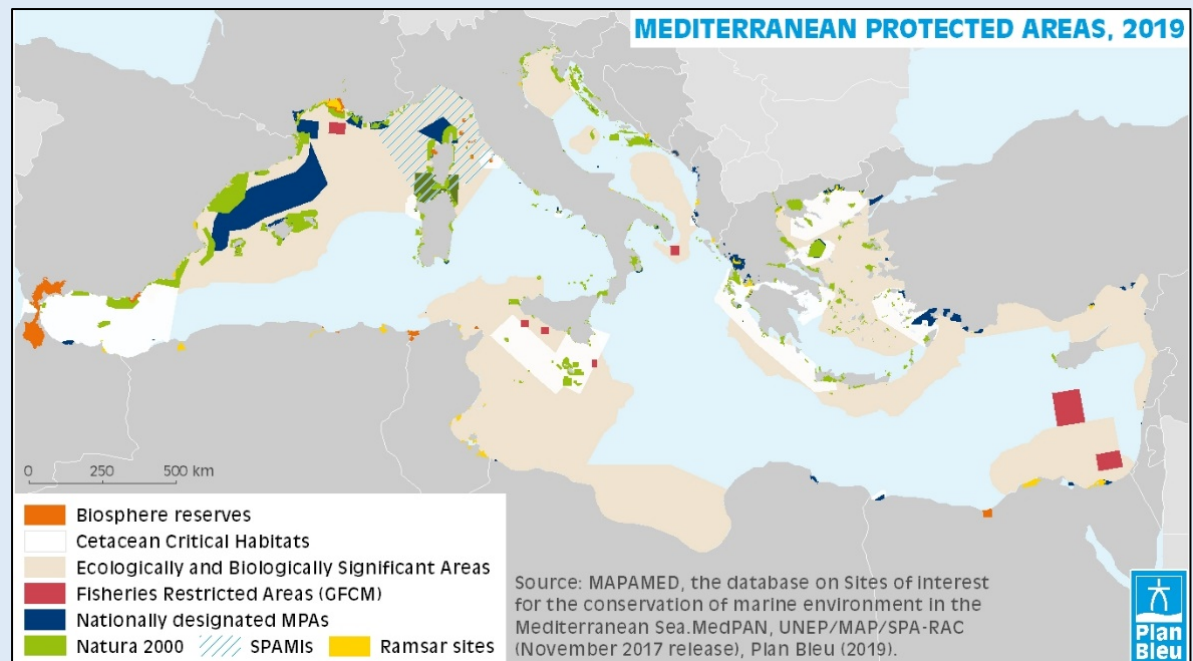 MEDITERRANEAN PROTECTED AREAS, 2019
0 250 500 km
Biosphere reserves
Cetacean Critical Habitats
Ecologically and Biologically Significant Areas
Fisheries Restricted Areas (GFCM)
Nationally designated MPAs
Natura 2000 SPAMIs Ramsar sites
Source: MAPAMED, the database on Sites of interest
for the conservation of marine environment in the
Mediterranean Sea.MedPAN, UNEP/MAP/SPA-RAC
(November 2017 release), Plan Bleu (2019).
Plan
Bleu